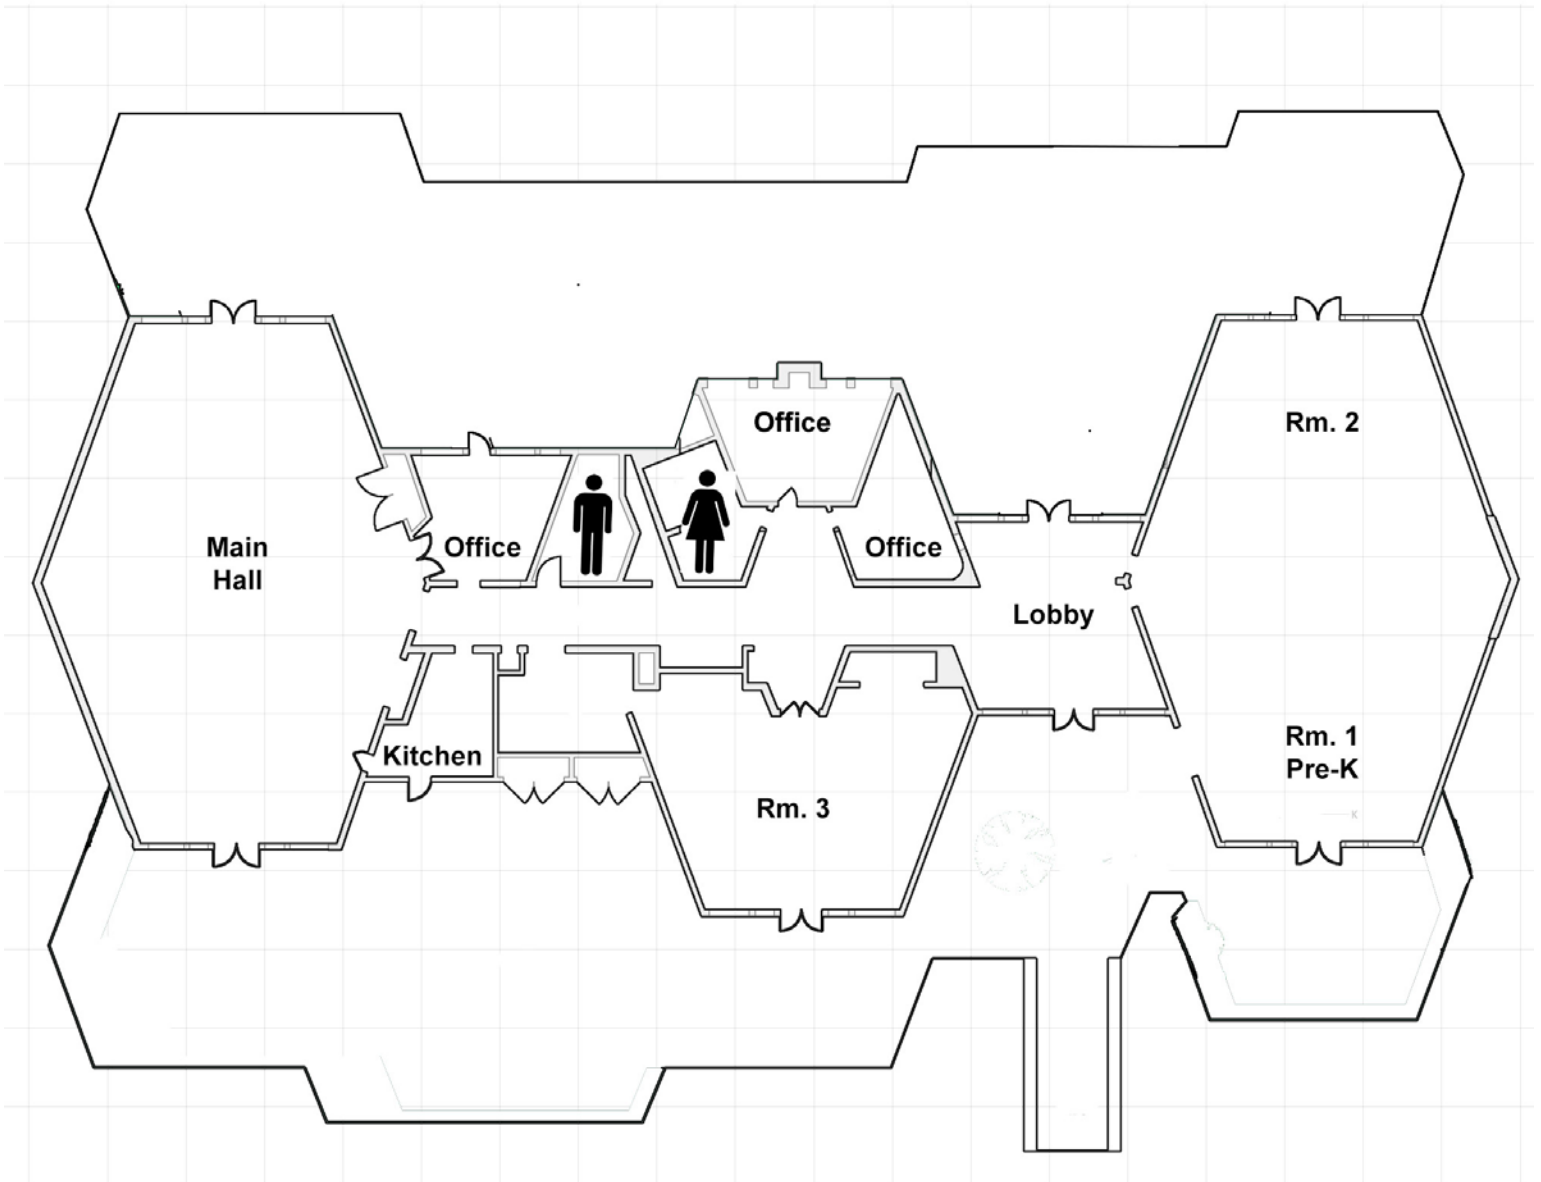 Office
Rm. 2
Main
Hall
Office
Office
Lobby
Rm. 1
Pre-K
Kitchen
Rm. 3
K